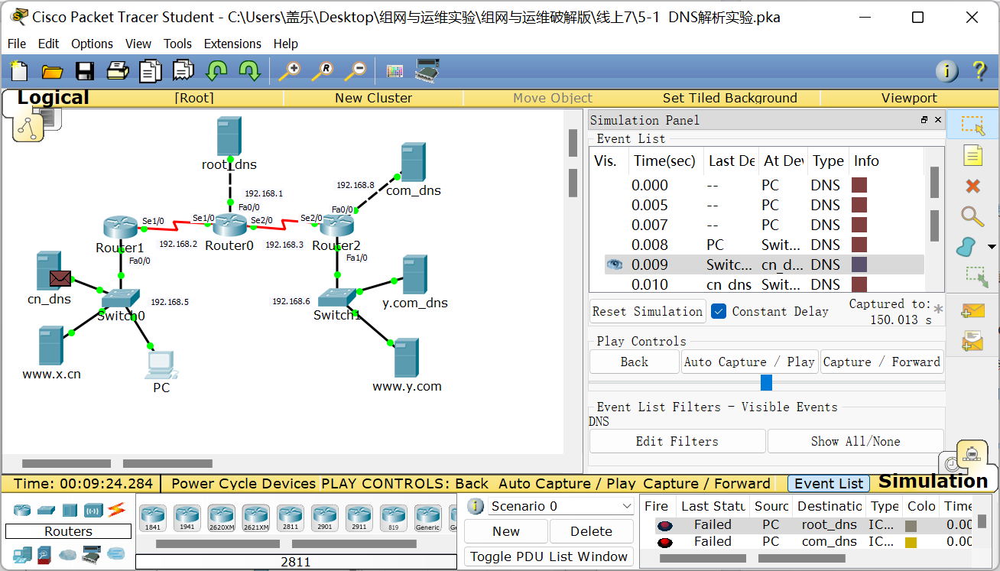 Cisco Packet Tracer Student - C:\Users\盖乐\Desktop\组网与运维实验\组网与运维破解版\线上7\5-1  DNS解析实验.pka
File Edit Options View Tools Extensions Help
Logical [Root] New Cluster Move Object Set Tiled Background Viewport
root_dns
192.168.1
Fa0/0
192.168.8
com_dns
Fa0/0
Se1/0 Se1/0 Se2/0 Se2/0
Router1 192.168.2 Router0 192.168.3 Router2
Fa0/0 Fa1/0
cn_dns
Switch0 192.168.5
192.168.6 Switch1
y.com_dns
www.x.cn
PC
www.y.com
Simulation Panel
Event List
Vis. Time(sec) Last De At Dev Type Info
0.000 -- PC DNS
0.005 -- PC DNS
0.007 -- PC DNS
0.008 PC Swit... DNS
0.009 Switc... cn_d... DNS
0.010 cn_dns Swit... DNS
Reset Simulation Constant Delay Captured to: *
150.013 s
Play Controls
Back Auto Capture / Play Capture / Forward
Event List Filters - Visible Events
DNS
Edit Filters Show All/None
Time: 00:09:24.284 Power Cycle Devices PLAY CONTROLS: Back Auto Capture / Play Capture / Forward Event List Simulation
Routers
1841 1941 2620XM 2621XM 2811 2901 2911 819 Generic Ge
2811
Scenario 0
New Delete
Toggle PDU List Window
Fire Last Statu Sourc Destinatio Type Colo Time
Failed PC root_dns IC... 0.00
Failed PC com_dns IC... 0.00